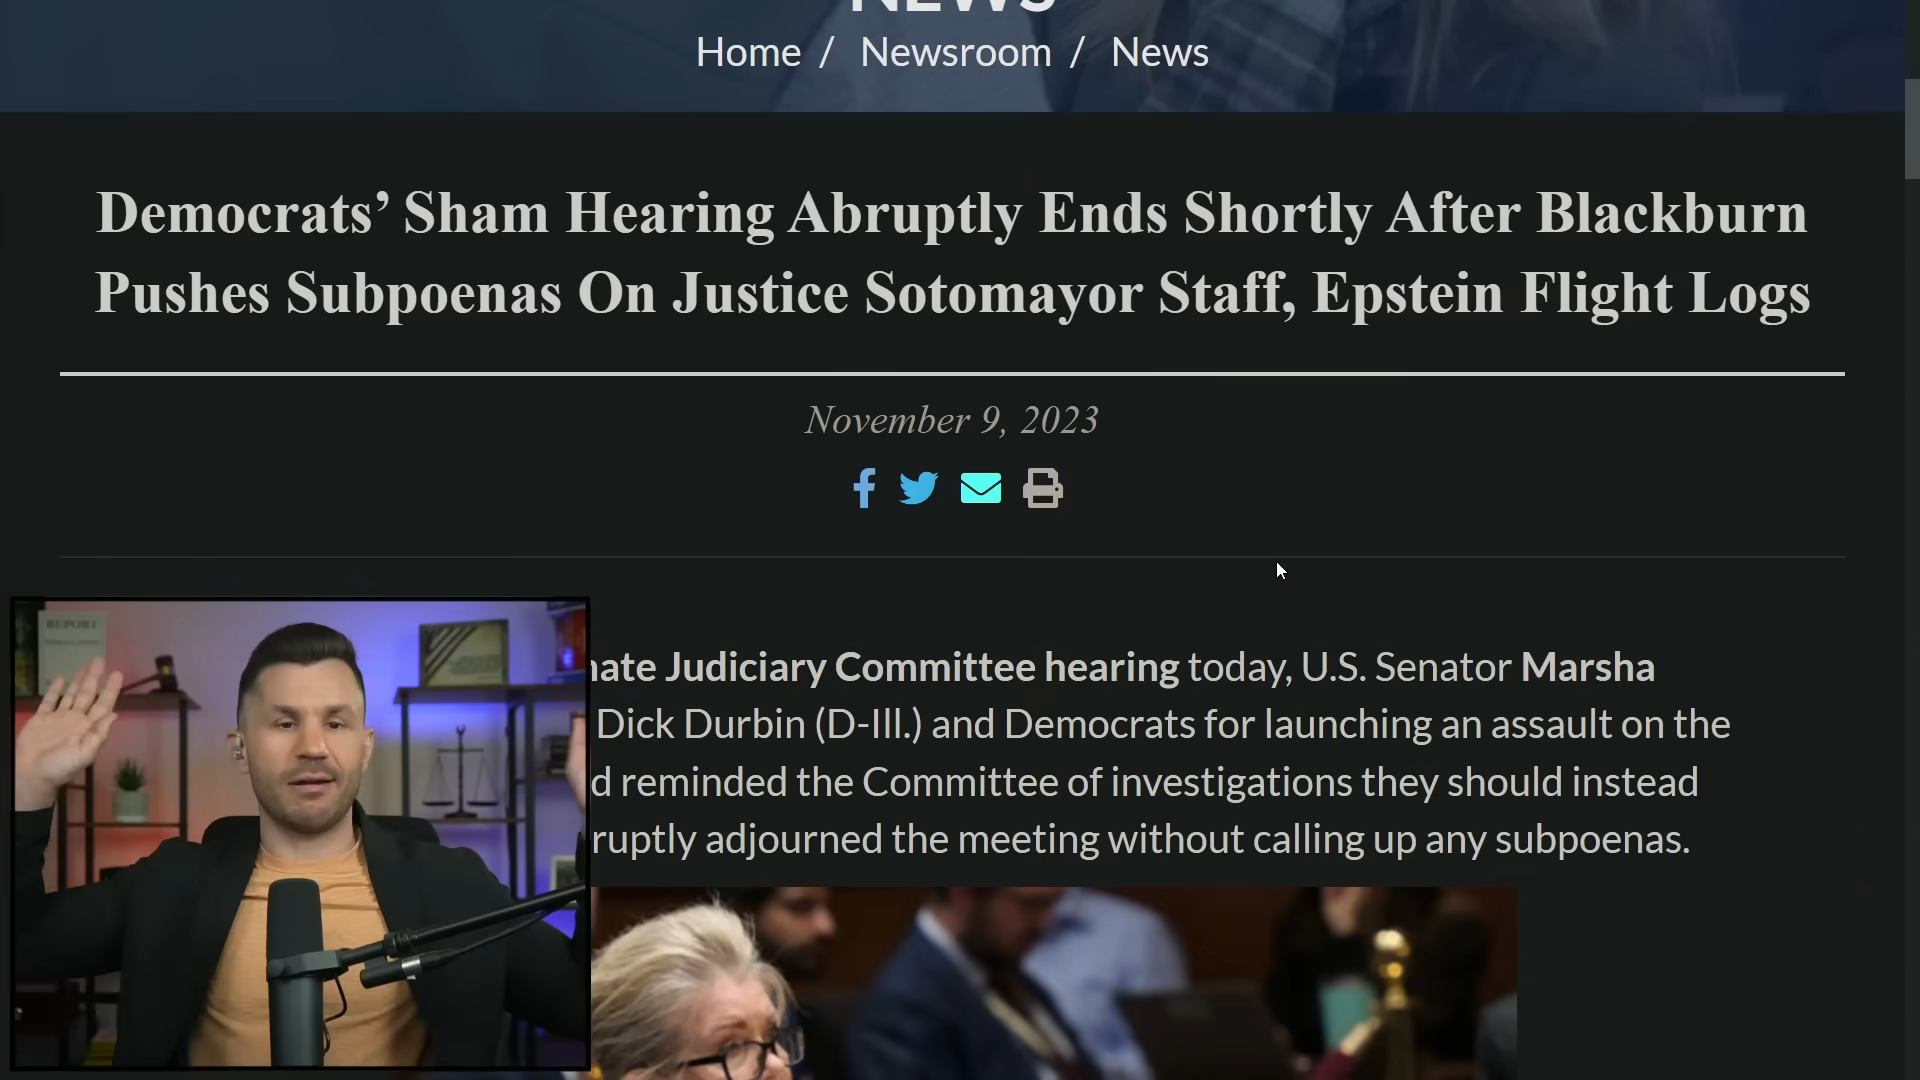 NEWS
Home / Newsroom / News
Democrats’ Sham Hearing Abruptly Ends Shortly After Blackburn
Pushes Subpoenas On Justice Sotomayor Staff, Epstein Flight Logs
November 9, 2023
nate Judiciary Committee hearing today, U.S. Senator Marsha
Dick Durbin (D-Ill.) and Democrats for launching an assault on the
d reminded the Committee of investigations they should instead
ruptly adjourned the meeting without calling up any subpoenas.
REPORT